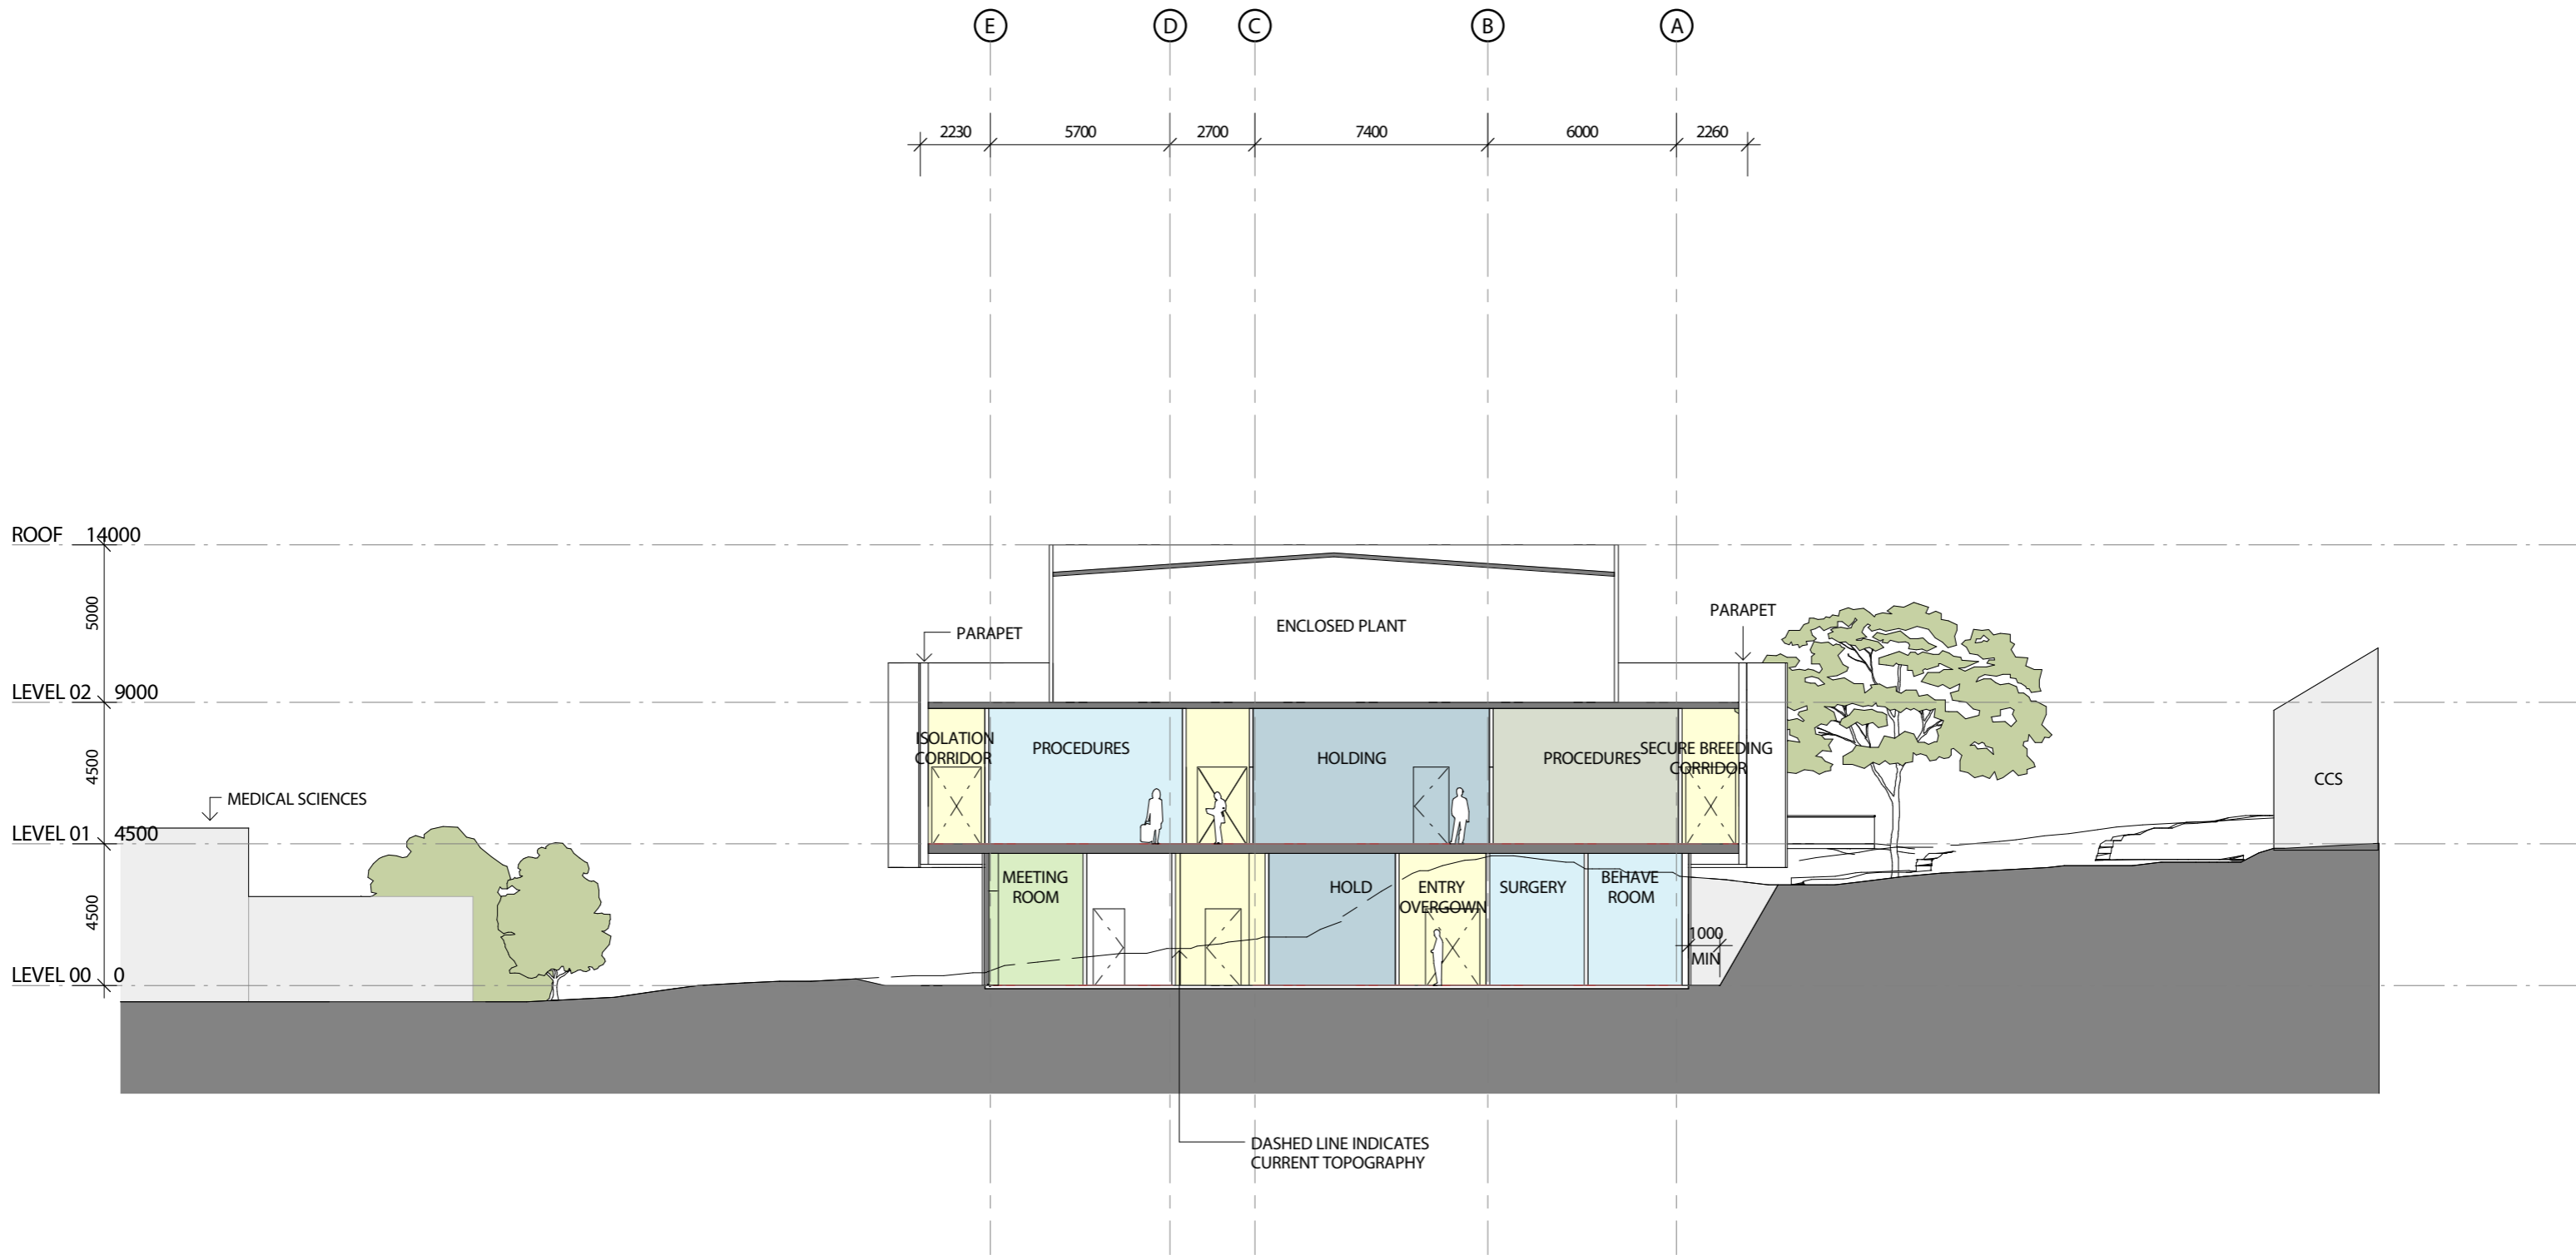 E
D
C
B
A
2230
5700
2700
7400
6000
2260
ROOF 14000
5000
ENCLOSED PLANT
PARAPET
PARAPET
LEVEL 02 9000
4500
ISOLATION
CORRIDOR
PROCEDURES
HOLDING
PROCEDURES
SECURE BREEDING
CORRIDOR
CCS
MEDICAL SCIENCES
LEVEL 01 4500
4500
MEETING
ROOM
HOLD
ENTRY
OVERGOWN
SURGERY
BEHAVE
ROOM
1000
MIN
LEVEL 00 0
DASHED LINE INDICATES
CURRENT TOPOGRAPHY